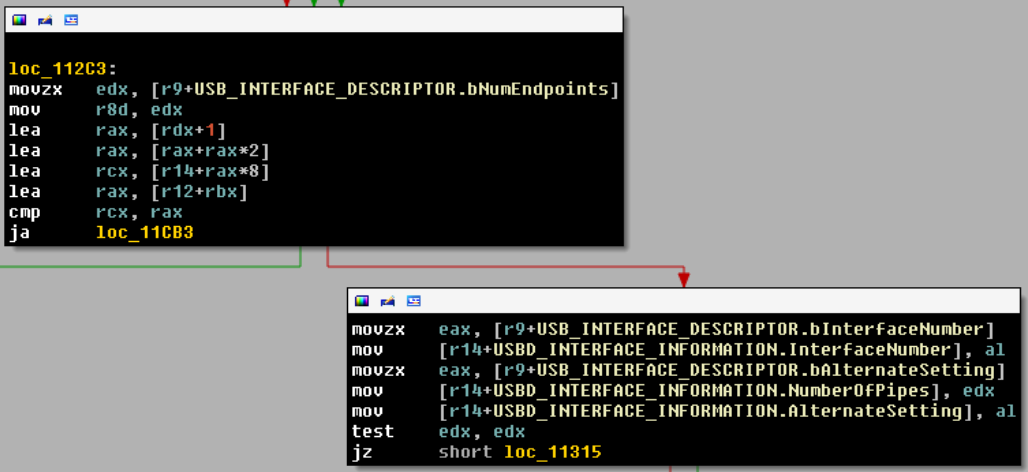 loc_112C3:
movzx edx, [r9+USB_INTERFACE_DESCRIPTOR.bNumEndpoints]
mov r8d, edx
lea rax, [rdx+1]
lea rax, [rax+rax*2]
lea rcx, [r14+rax*8]
lea rax, [r12+rbx]
cmp rcx, rax
ja loc_11CB3
movzx eax, [r9+USB_INTERFACE_DESCRIPTOR.bInterfaceNumber]
mov [r14+USBD_INTERFACE_INFORMATION.InterfaceNumber], al
movzx eax, [r9+USB_INTERFACE_DESCRIPTOR.bAlternateSetting]
mov [r14+USBD_INTERFACE_INFORMATION.NumberOfPipes], edx
mov [r14+USBD_INTERFACE_INFORMATION.AlternateSetting], al
test edx, edx
jz short loc_11315